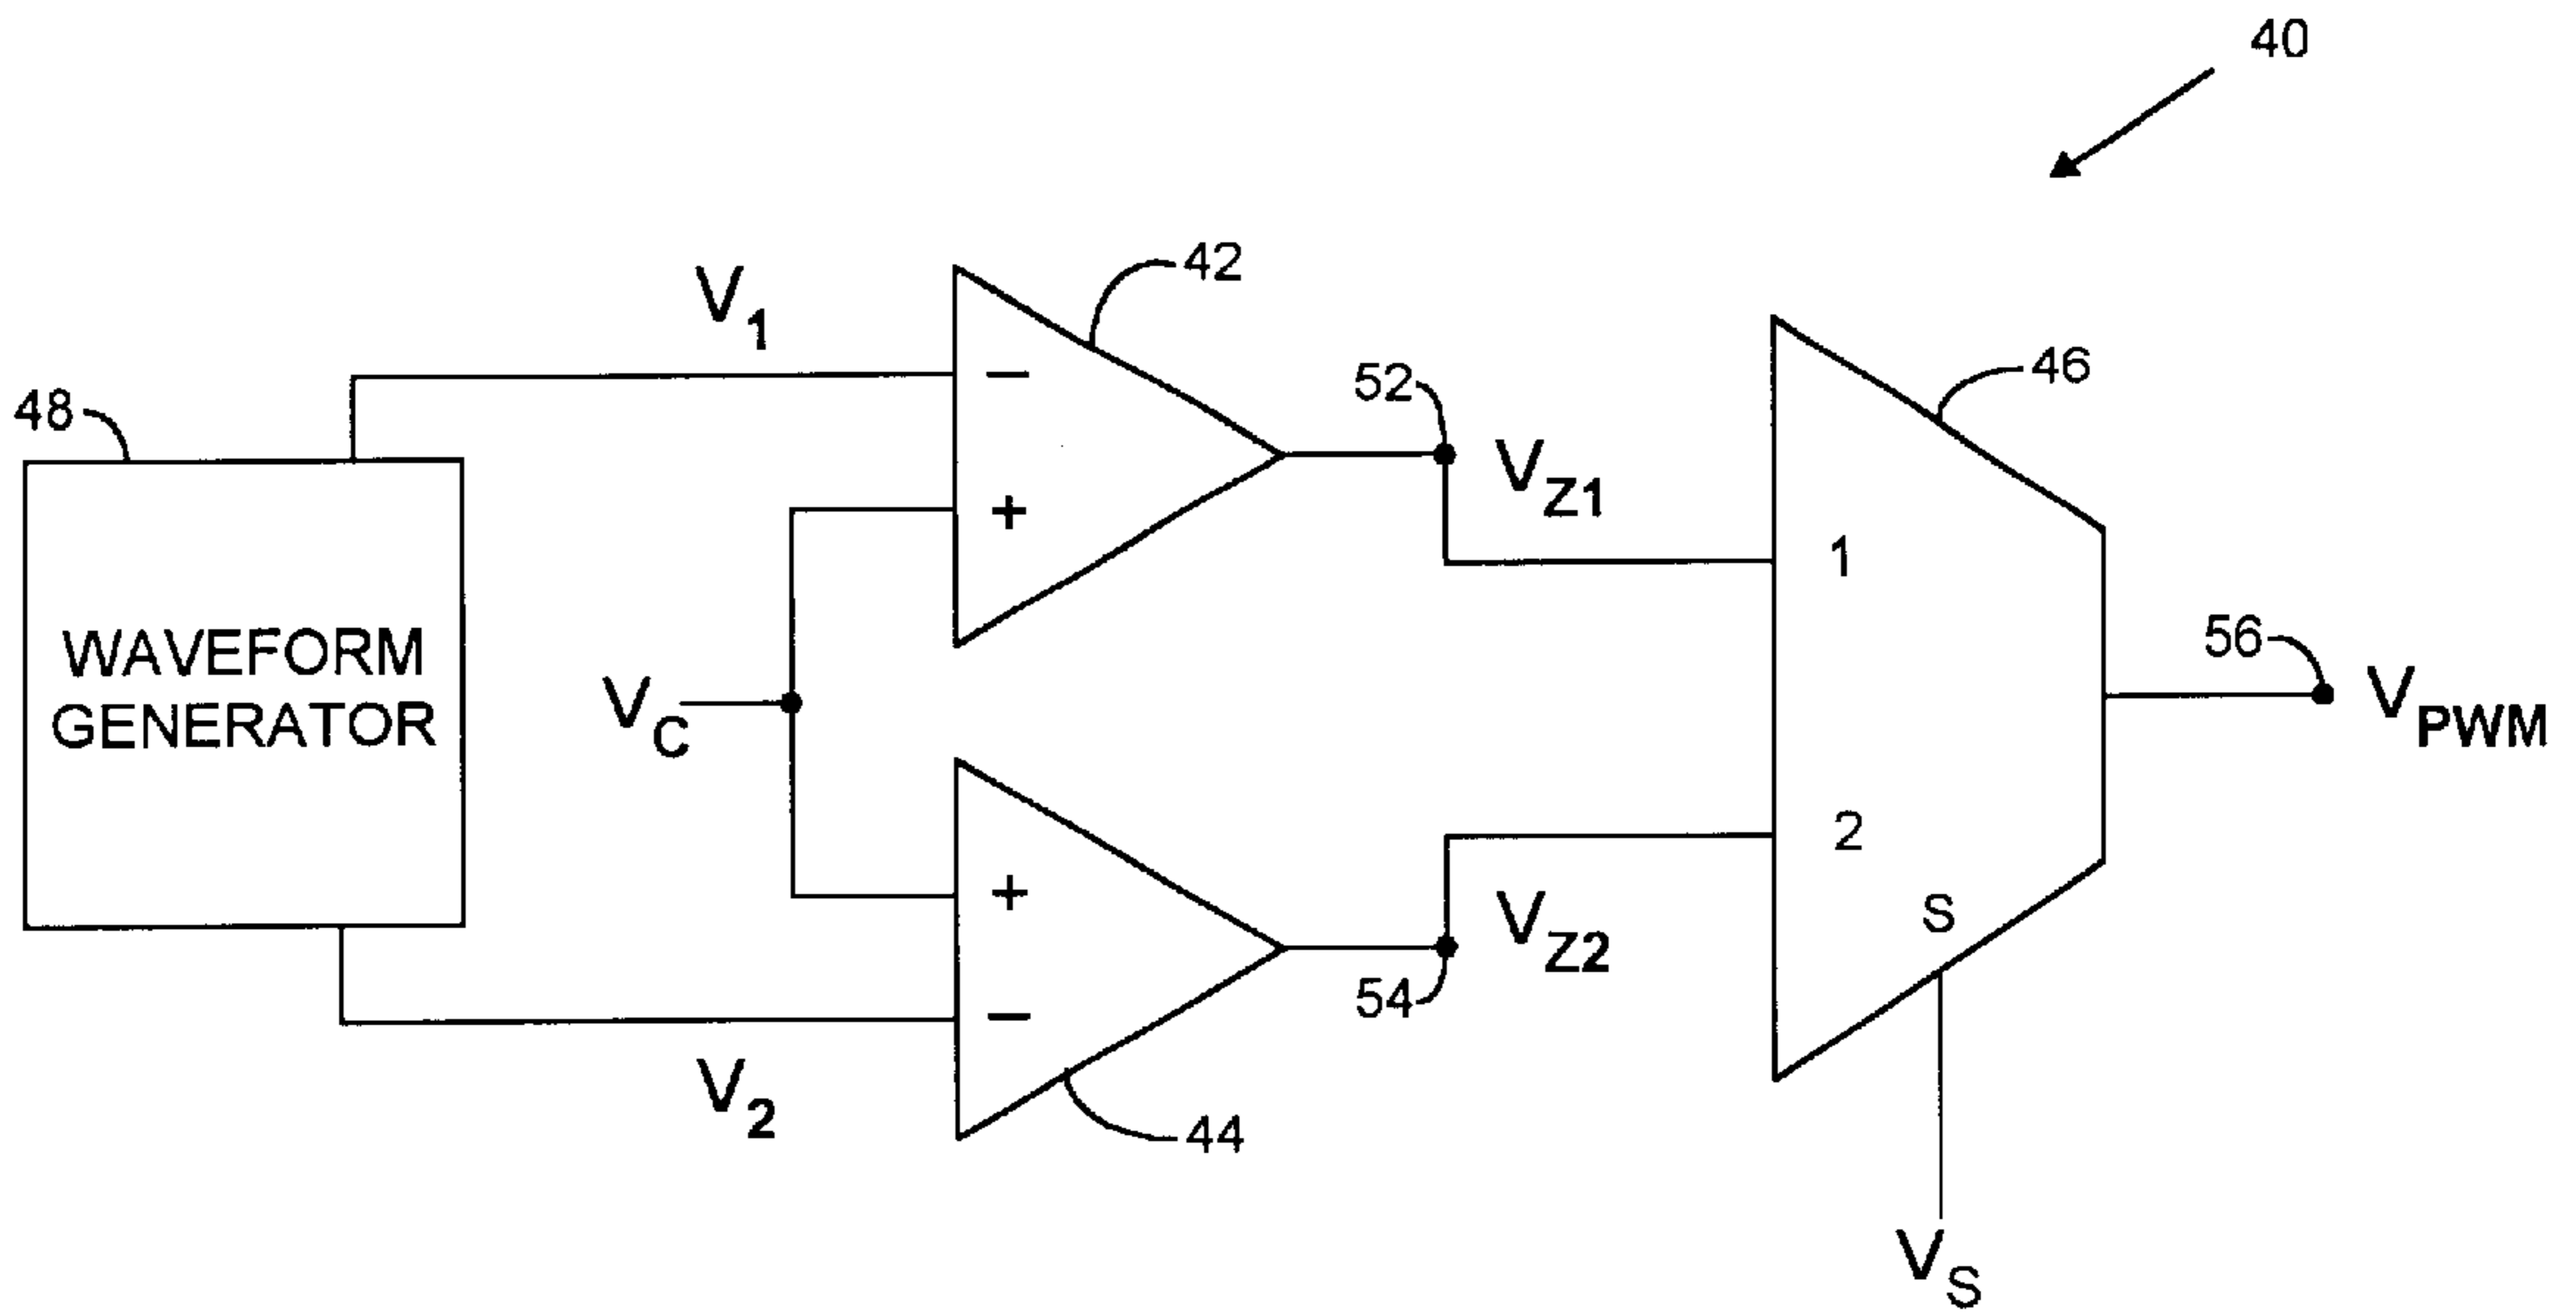 40
V1
42
−
48
52
46
+
VZ1
1
WAVEFORM
GENERATOR
56
VC
VPWM
2
+
S
VZ2
54
−
V2
44
VS